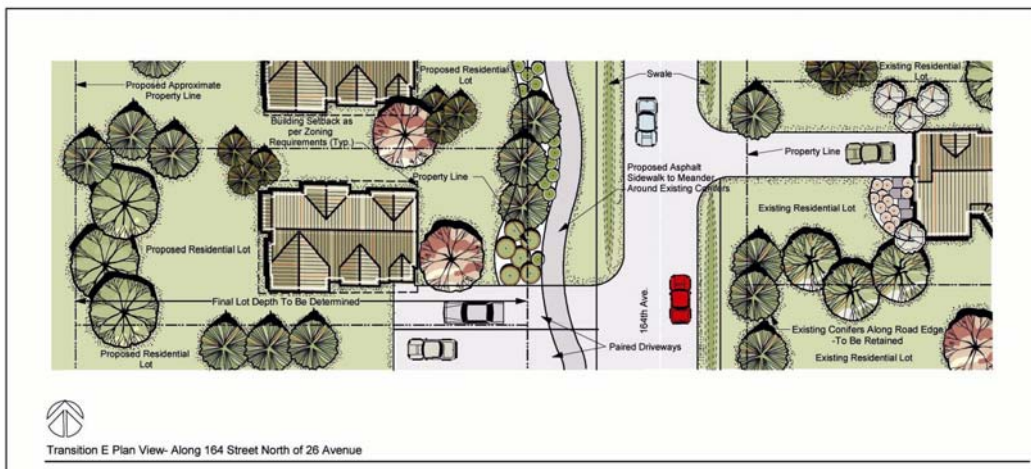 Proposed Approximate
Property Line
Proposed Residential
Lot
Swale
Existing Residential
Lot
Building Setback as
per Zoning
Requirements (Typ.)
Property Line
Property Line
Proposed Asphalt
Sidewalk to Meander
Around Existing Conifers
Existing Residential Lot
Proposed Residential Lot
Final Lot Depth To Be Determined
164th Ave.
Existing Conifers Along Road Edge
-To Be Retained
Proposed Residential
Lot
Paired Driveways
Existing Residential Lot
Transition E Plan View- Along 164 Street North of 26 Avenue